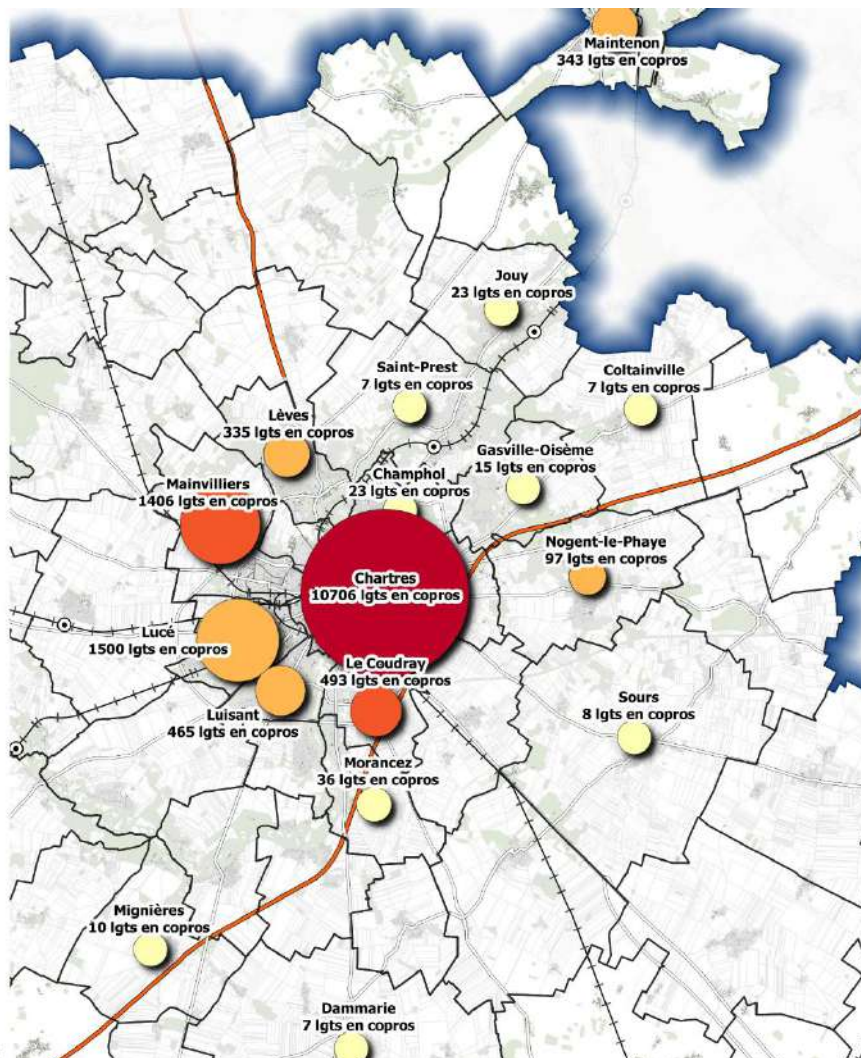 Maintenon
343 lgts en copros
Jouy
23 lgts en copros
Saint-Prest
7 lgts en copros
Coltainville
7 lgts en copros
Lèves
335 lgts en copros
Gasville-Oisème
15 lgts en copros
Champhol
23 lgts en copros
Mainvilliers
1406 lgts en copros
Nogent-le-Phaye
97 lgts en copros
Chartres
10706 lgts en copros
Lucé
1500 lgts en copros
Le Coudray
493 lgts en copros
Sours
8 lgts en copros
Luisant
465 lgts en copros
Morancez
36 lgts en copros
Mignières
10 lgts en copros
Dammarie
7 lgts en copros